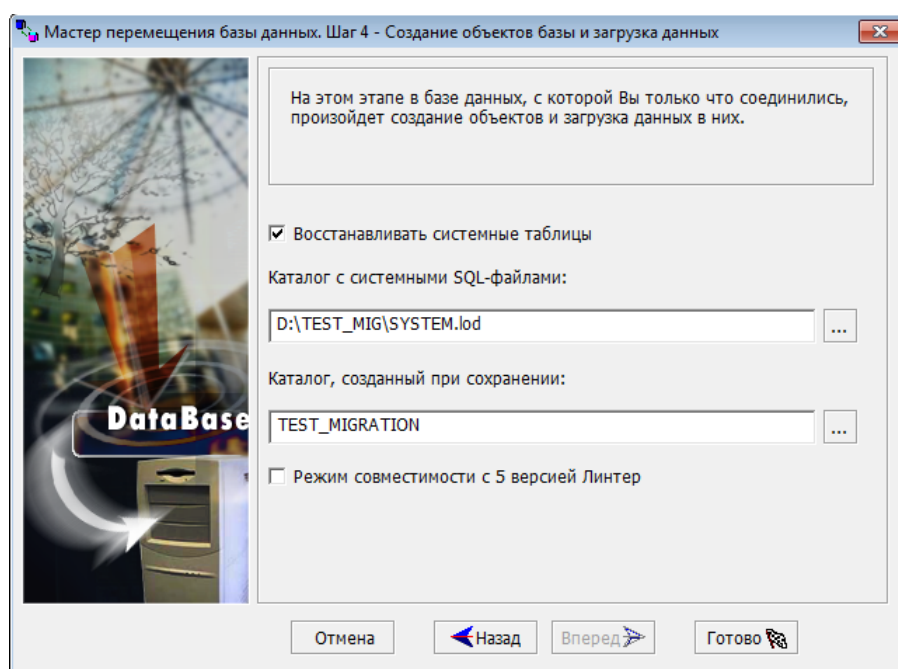 Мастер перемещения базы данных. Шаг 4 - Создание объектов базы и загрузка данных
На этом этапе в базе данных, с которой Вы только что соединились,
произойдет создание объектов и загрузка данных в них.
Восстанавливать системные таблицы
Каталог с системными SQL-файлами:
D:\TEST_MIG\SYSTEM.lod
...
Каталог, созданный при сохранении:
DataBase
TEST_MIGRATION
...
Режим совместимости с 5 версией Линтер
Отмена
Назад
Вперед
Готово